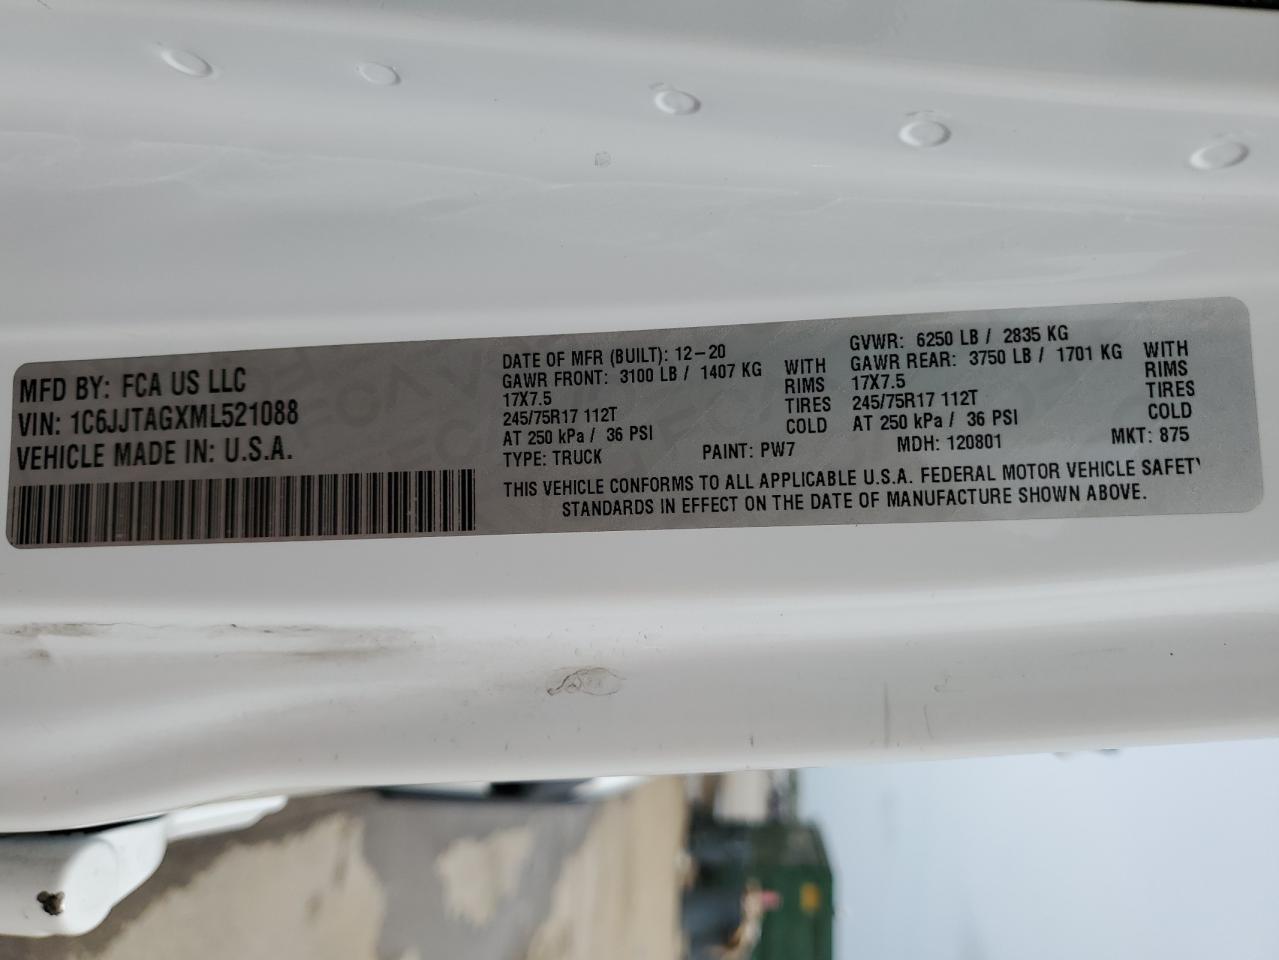 MFD BY: FCA US LLC
VIN: 1C6JJTAGXML521088
VEHICLE MADE IN: U.S.A.
DATE OF MFR (BUILT): 12-20
GAWR FRONT: 3100 LB / 1407 KG WITH
17X7.5 RIMS
245/75R17 112T TIRES
AT 250 kPa / 36 PSI COLD
TYPE: TRUCK PAINT: PW7
GVWR: 6250 LB / 2835 KG
GAWR REAR: 3750 LB / 1701 KG WITH
17X7.5 RIMS
245/75R17 112T TIRES
AT 250 kPa / 36 PSI COLD
MDH: 120801 MKT: 875
THIS VEHICLE CONFORMS TO ALL APPLICABLE U.S.A. FEDERAL MOTOR VEHICLE SAFETY
STANDARDS IN EFFECT ON THE DATE OF MANUFACTURE SHOWN ABOVE.